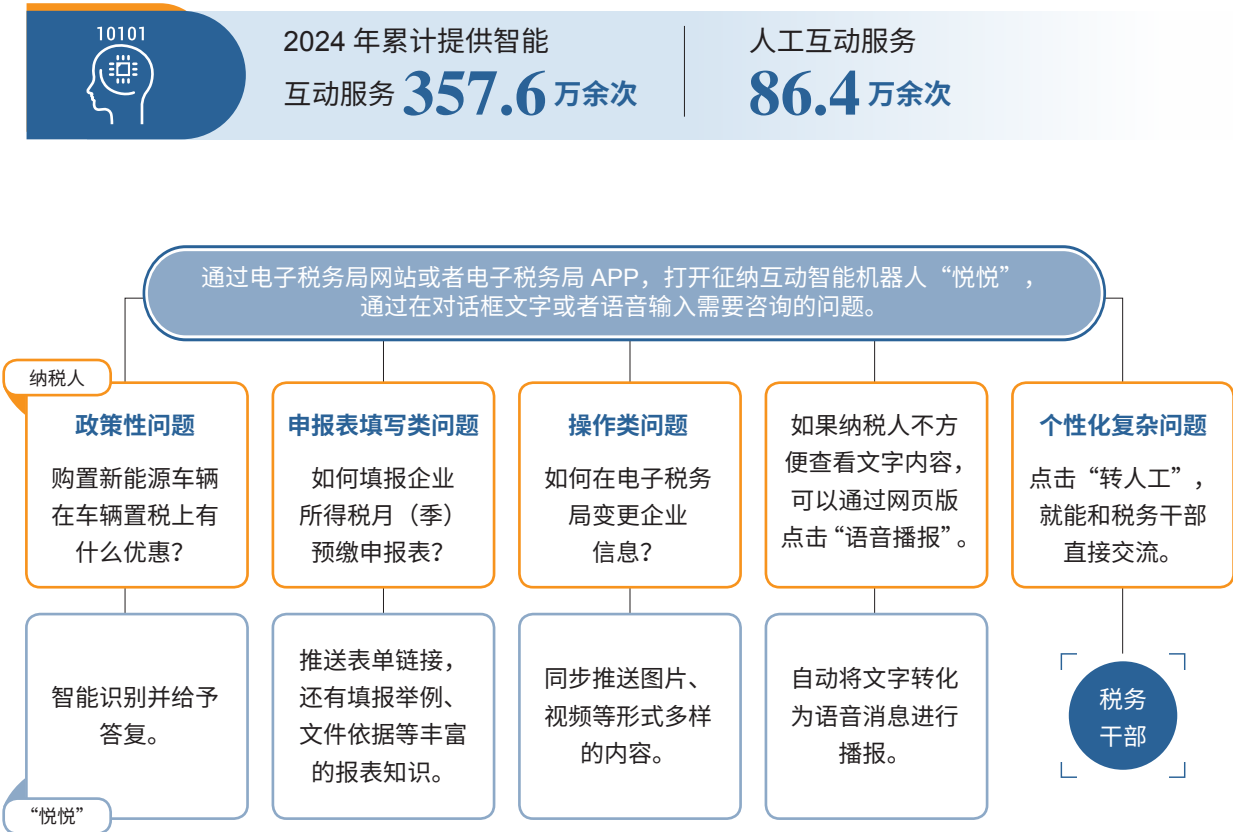 10101
2024 年累计提供智能
互动服务 357.6 万余次
人工互动服务
86.4 万余次
通过电子税务局网站或者电子税务局 APP，打开征纳互动智能机器人“悦悦”，
通过在对话框文字或者语音输入需要咨询的问题。
纳税人
政策性问题
购置新能源车辆
在车辆置税上有
什么优惠？
申报表填写类问题
如何填报企业
所得税月（季）
预缴申报表？
操作类问题
如何在电子税务
局变更企业
信息？
如果纳税人不方
便查看文字内容，
可以通过网页版
点击“语音播报”。
个性化复杂问题
点击“转人工”，
就能和税务干部
直接交流。
智能识别并给予
答复。
推送表单链接，
还有填报举例、
文件依据等丰富
的报表知识。
同步推送图片、
视频等形式多样
的内容。
自动将文字转化
为语音消息进行
播报。
税务
干部
“悦悦”